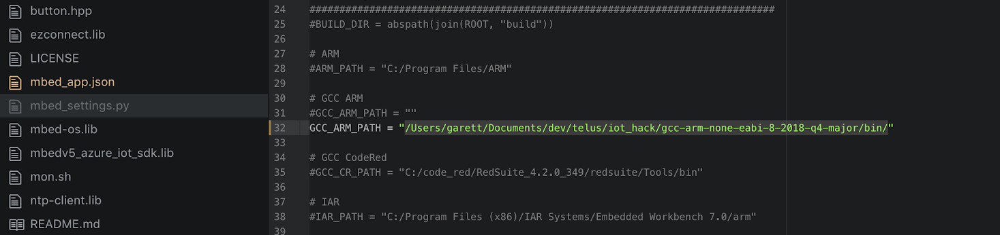 button.hpp
ezconnect.lib
LICENSE
mbed_app.json
mbed_settings.py
mbed-os.lib
mbedv5_azure_iot_sdk.lib
mon.sh
ntp-client.lib
README.md
24 ##############################################################################
25 #BUILD_DIR = abspath(join(ROOT, "build"))
26
27 # ARM
28 #ARM_PATH = "C:/Program Files/ARM"
29
30 # GCC ARM
31 #GCC_ARM_PATH = ""
32 GCC_ARM_PATH = "/Users/garett/Documents/dev/telus/iot_hack/gcc-arm-none-eabi-8-2018-q4-major/bin/"
33
34 # GCC CodeRed
35 #GCC_CR_PATH = "C:/code_red/RedSuite_4.2.0_349/redsuite/Tools/bin"
36
37 # IAR
38 #IAR_PATH = "C:/Program Files (x86)/IAR Systems/Embedded Workbench 7.0/arm"
39